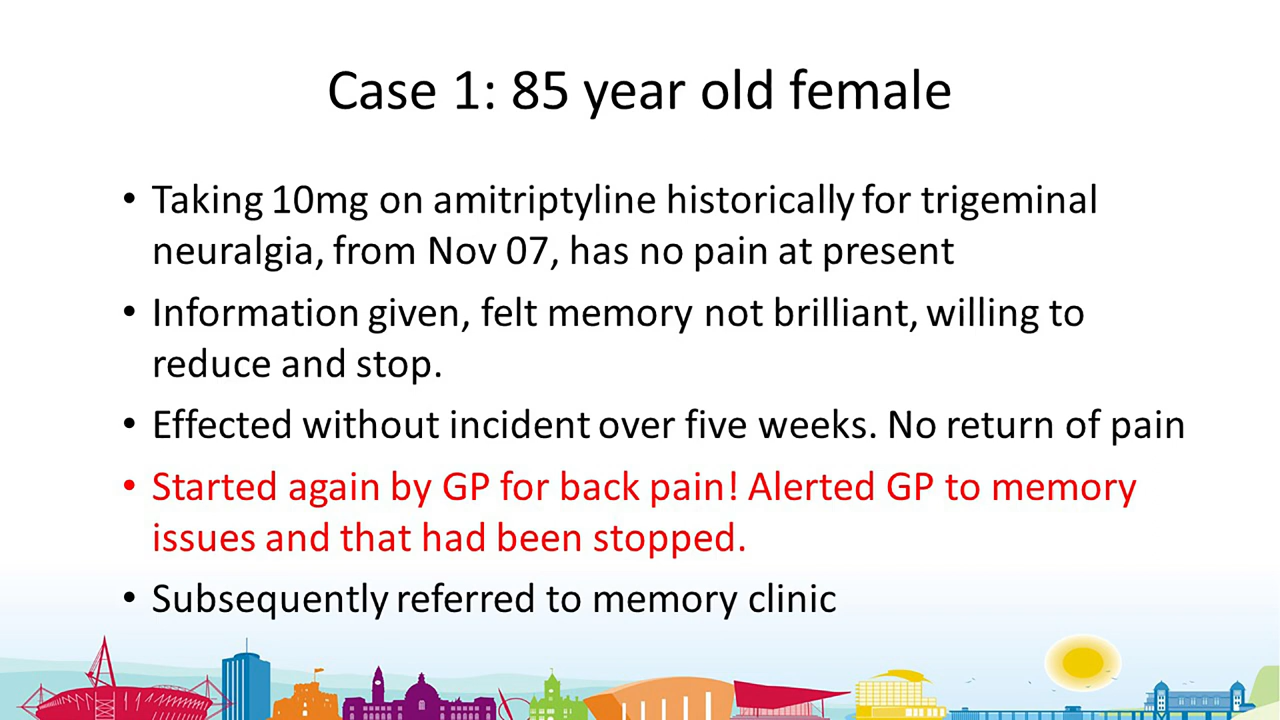 Case 1: 85 year old female
• Taking 10mg on amitriptyline historically for trigeminal
neuralgia, from Nov 07, has no pain at present
• Information given, felt memory not brilliant, willing to
reduce and stop.
• Effected without incident over five weeks. No return of pain
• Started again by GP for back pain! Alerted GP to memory
issues and that had been stopped.
• Subsequently referred to memory clinic